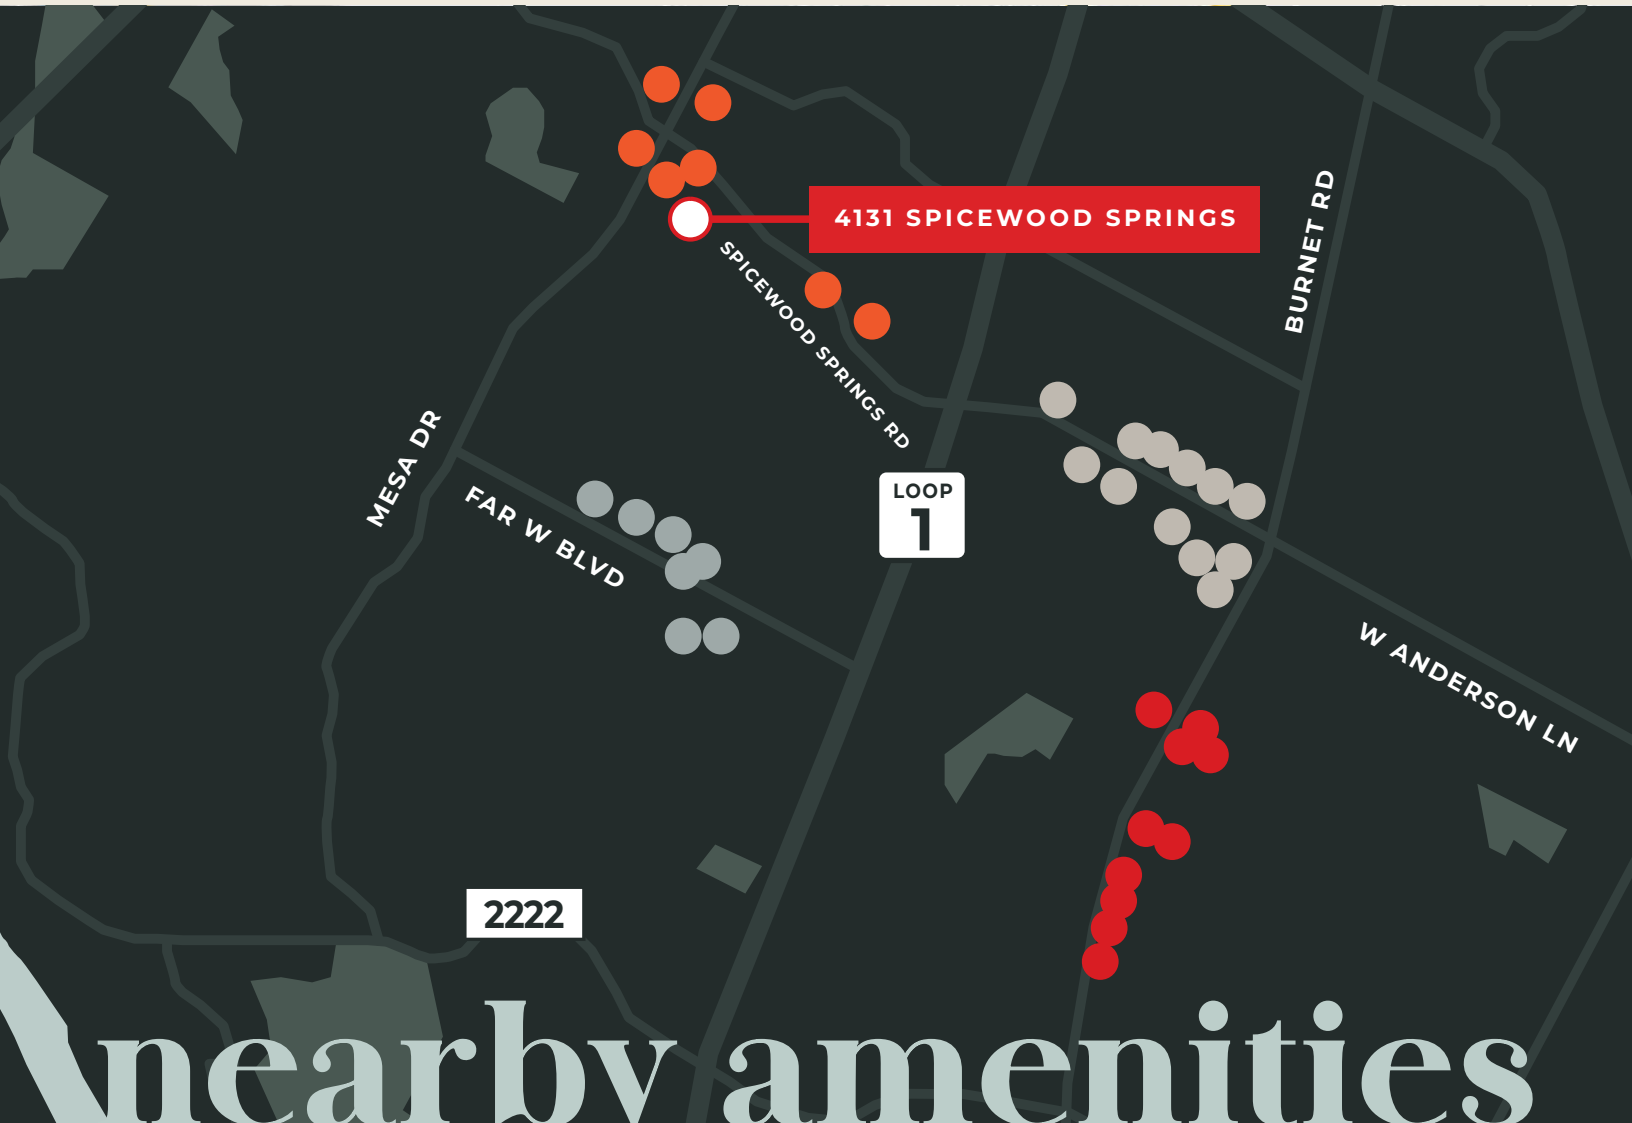 4131 SPICEWOOD SPRINGS
BURNET RD
SPICEWOOD SPRINGS RD
MESA DR
FAR W BLVD
LOOP
1
W ANDERSON LN
2222
nearby amenities